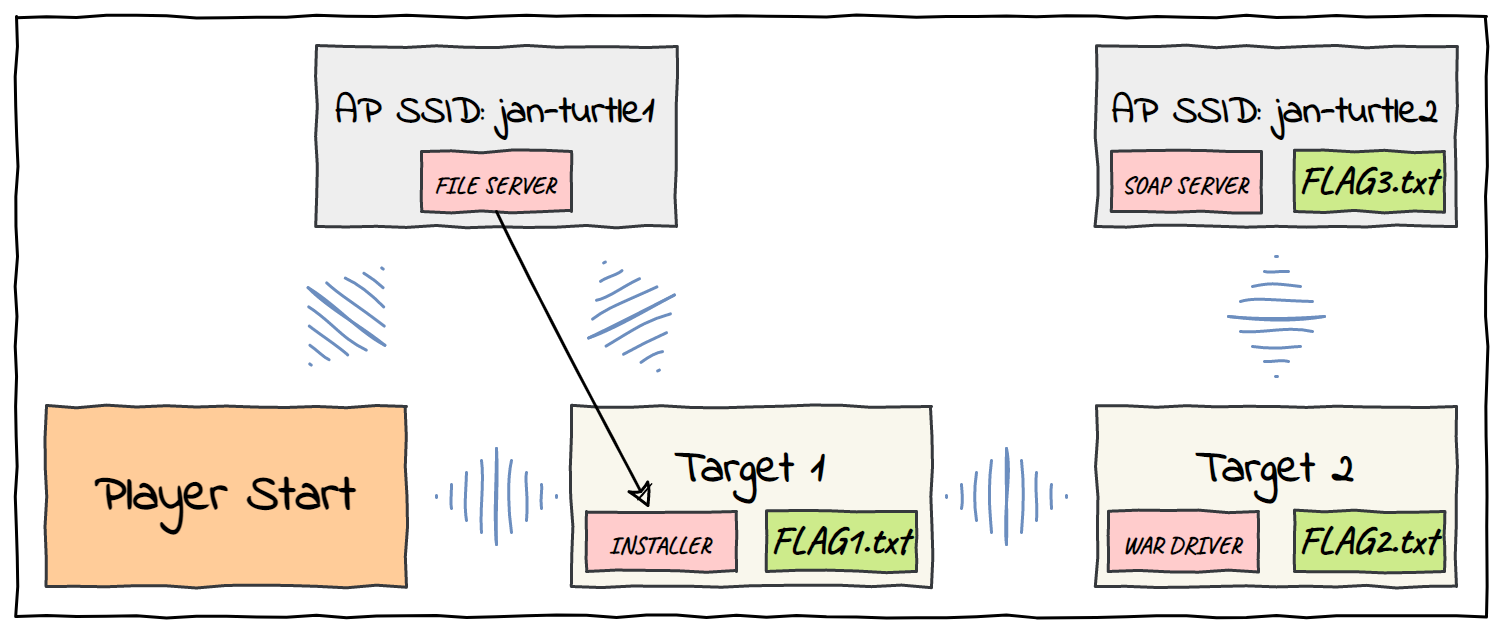 AP SSID: jan-turtle1
FILE SERVER
AP SSID: jan-turtle2
SOAP SERVER
FLAG3.txt
Player Start
Target 1
INSTALLER
FLAG1.txt
Target 2
WAR DRIVER
FLAG2.txt